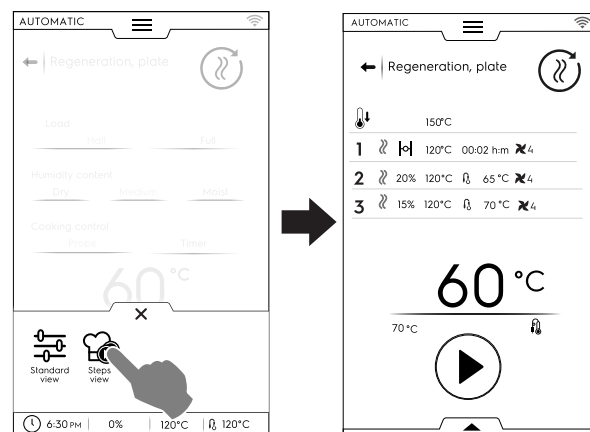 AUTOMATIC
Regeneration, plate
Load
Half Full
Humidity content
Dry Medium Moist
Cooking control
Probe Timer
60 °C
Standard view
Steps view
6:30 PM 0% 120°C 120°C
AUTOMATIC
Regeneration, plate
150°C
1 120°C 00:02 h:m 4
2 20% 120°C 65 °C 4
3 15% 120°C 70 °C 4
60 °C
70 °C